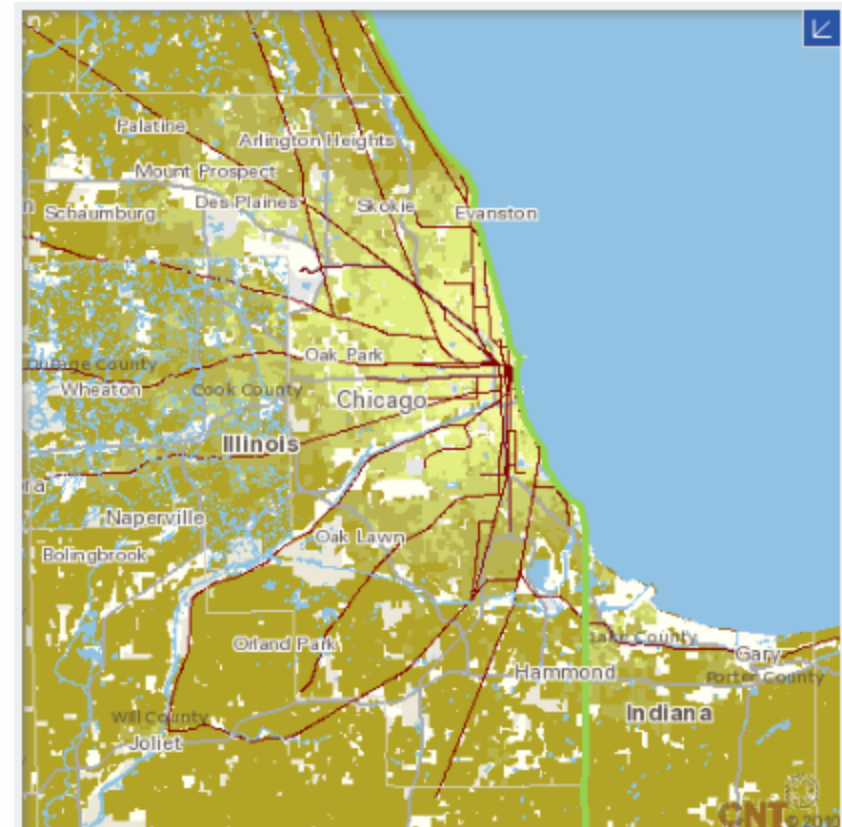 Palatine
Arlington Heights
Mount Prospect
Des Plaines
Skokie
Schaumburg
Evanston
Oak Park
County
Wheaton
Cook County
Chicago
Illinois
Naperville
Oak Lawn
Bolingbrook
Orland Park
Lake County
Gary
Hammond
Porter County
Will County
Indiana
Joliet
CNT © 2010